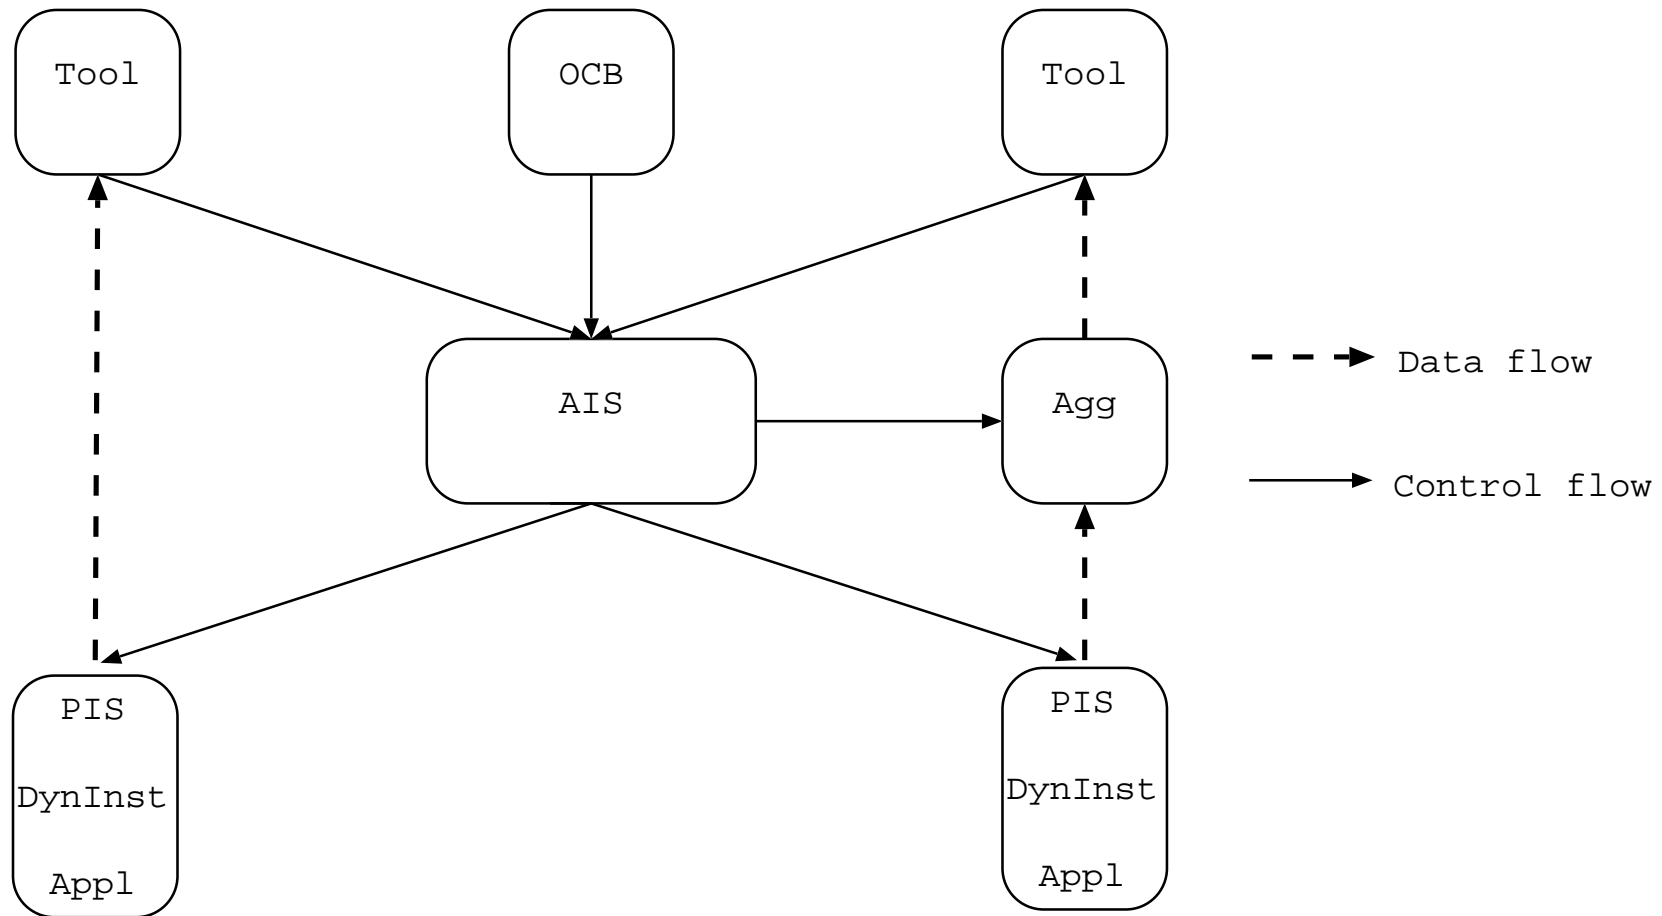 Tool
OCB
Tool
AIS
Agg
Data flow
Control flow
PIS
DynInst
Appl
PIS
DynInst
Appl